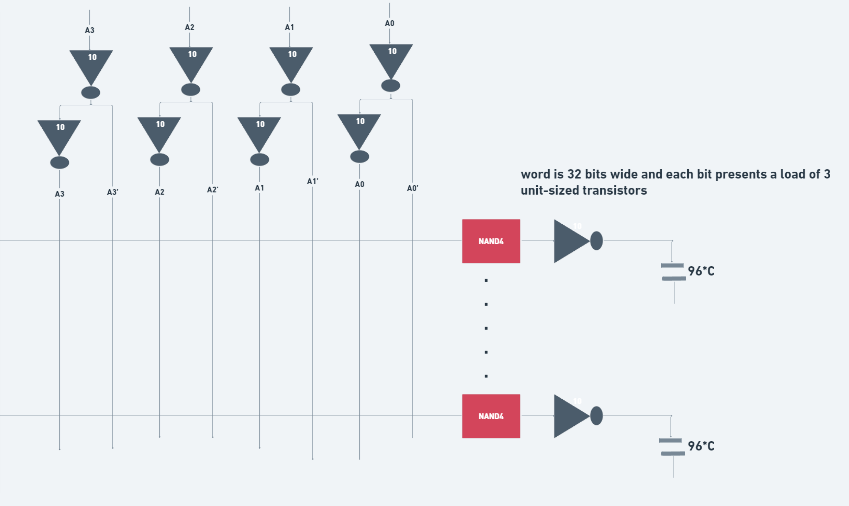 A3
A2
A1
A0
10
10
10
10
10
10
10
10
A3
A3'
A2
A2'
A1
A1'
A0
A0'
word is 32 bits wide and each bit presents a load of 3
unit-sized transistors
NAND4
96*C
NAND4
96*C